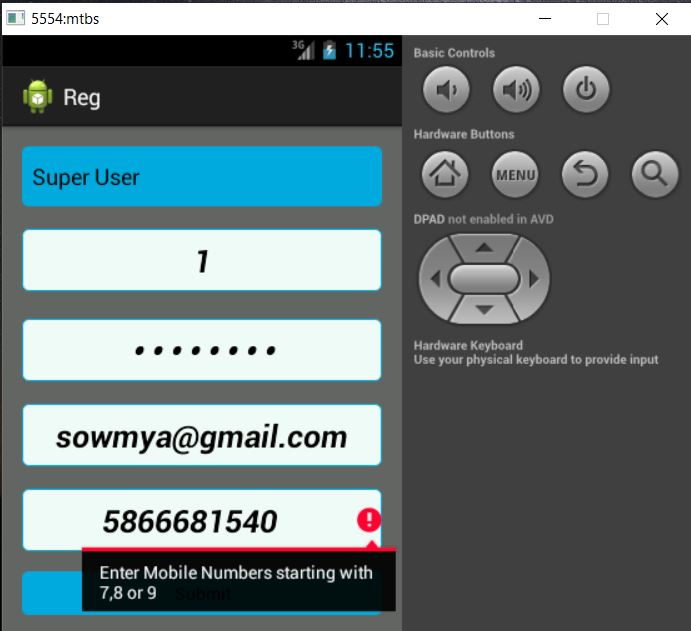 5554:mtbs
3G 11:55
Reg
Super User
1
••••••••
sowmya@gmail.com
5866681540
Enter Mobile Numbers starting with
7,8 or 9
Submit
Basic Controls
Hardware Buttons
MENU
DPAD not enabled in AVD
Hardware Keyboard
Use your physical keyboard to provide input